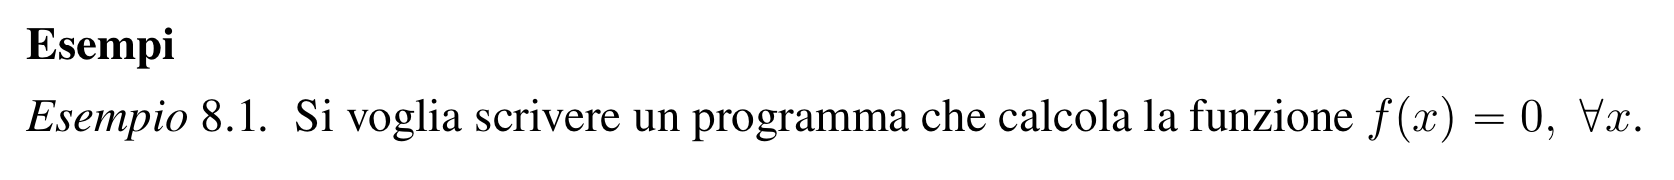 Esempi
Esempio 8.1. Si voglia scrivere un programma che calcola la funzione f(x) = 0, ∀x.